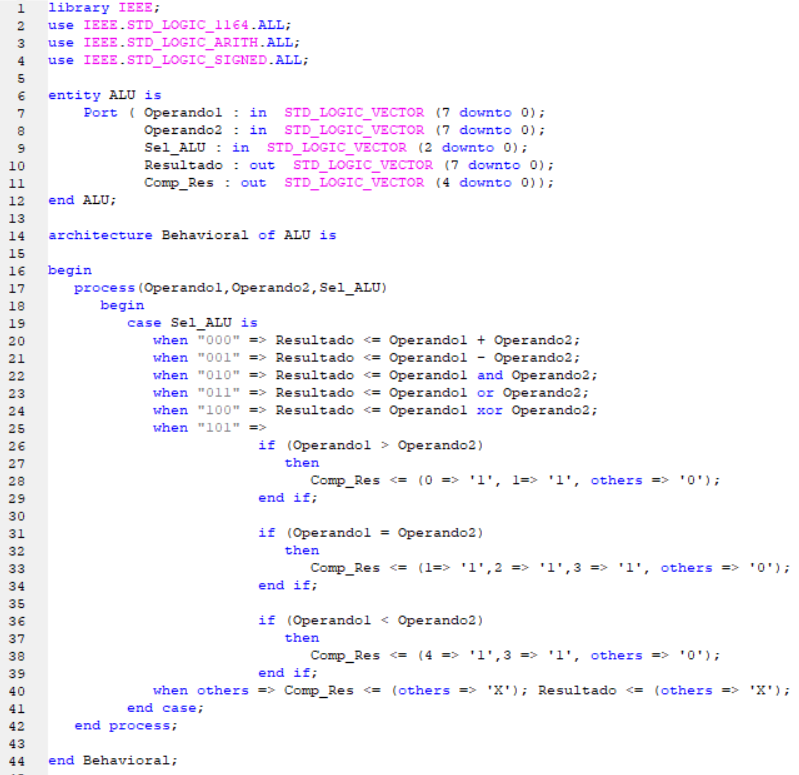 1 library IEEE;
2 use IEEE.STD_LOGIC_1164.ALL;
3 use IEEE.STD_LOGIC_ARITH.ALL;
4 use IEEE.STD_LOGIC_SIGNED.ALL;
5
6 entity ALU is
7     Port ( Operando1 : in  STD_LOGIC_VECTOR (7 downto 0);
8            Operando2 : in  STD_LOGIC_VECTOR (7 downto 0);
9            Sel_ALU : in  STD_LOGIC_VECTOR (2 downto 0);
10            Resultado : out  STD_LOGIC_VECTOR (7 downto 0);
11            Comp_Res : out  STD_LOGIC_VECTOR (4 downto 0));
12 end ALU;
13
14 architecture Behavioral of ALU is
15
16 begin
17    process(Operando1,Operando2,Sel_ALU)
18       begin
19          case Sel_ALU is
20             when "000" => Resultado <= Operando1 + Operando2;
21             when "001" => Resultado <= Operando1 - Operando2;
22             when "010" => Resultado <= Operando1 and Operando2;
23             when "011" => Resultado <= Operando1 or Operando2;
24             when "100" => Resultado <= Operando1 xor Operando2;
25             when "101" =>
26                         if (Operando1 > Operando2)
27                            then
28                               Comp_Res <= (0 => '1', 1=> '1', others => '0');
29                         end if;
30
31                         if (Operando1 = Operando2)
32                            then
33                               Comp_Res <= (1=> '1',2 => '1',3 => '1', others => '0');
34                         end if;
35
36                         if (Operando1 < Operando2)
37                            then
38                               Comp_Res <= (4 => '1',3 => '1', others => '0');
39                         end if;
40             when others => Comp_Res <= (others => 'X'); Resultado <= (others => 'X');
41          end case;
42    end process;
43
44 end Behavioral;